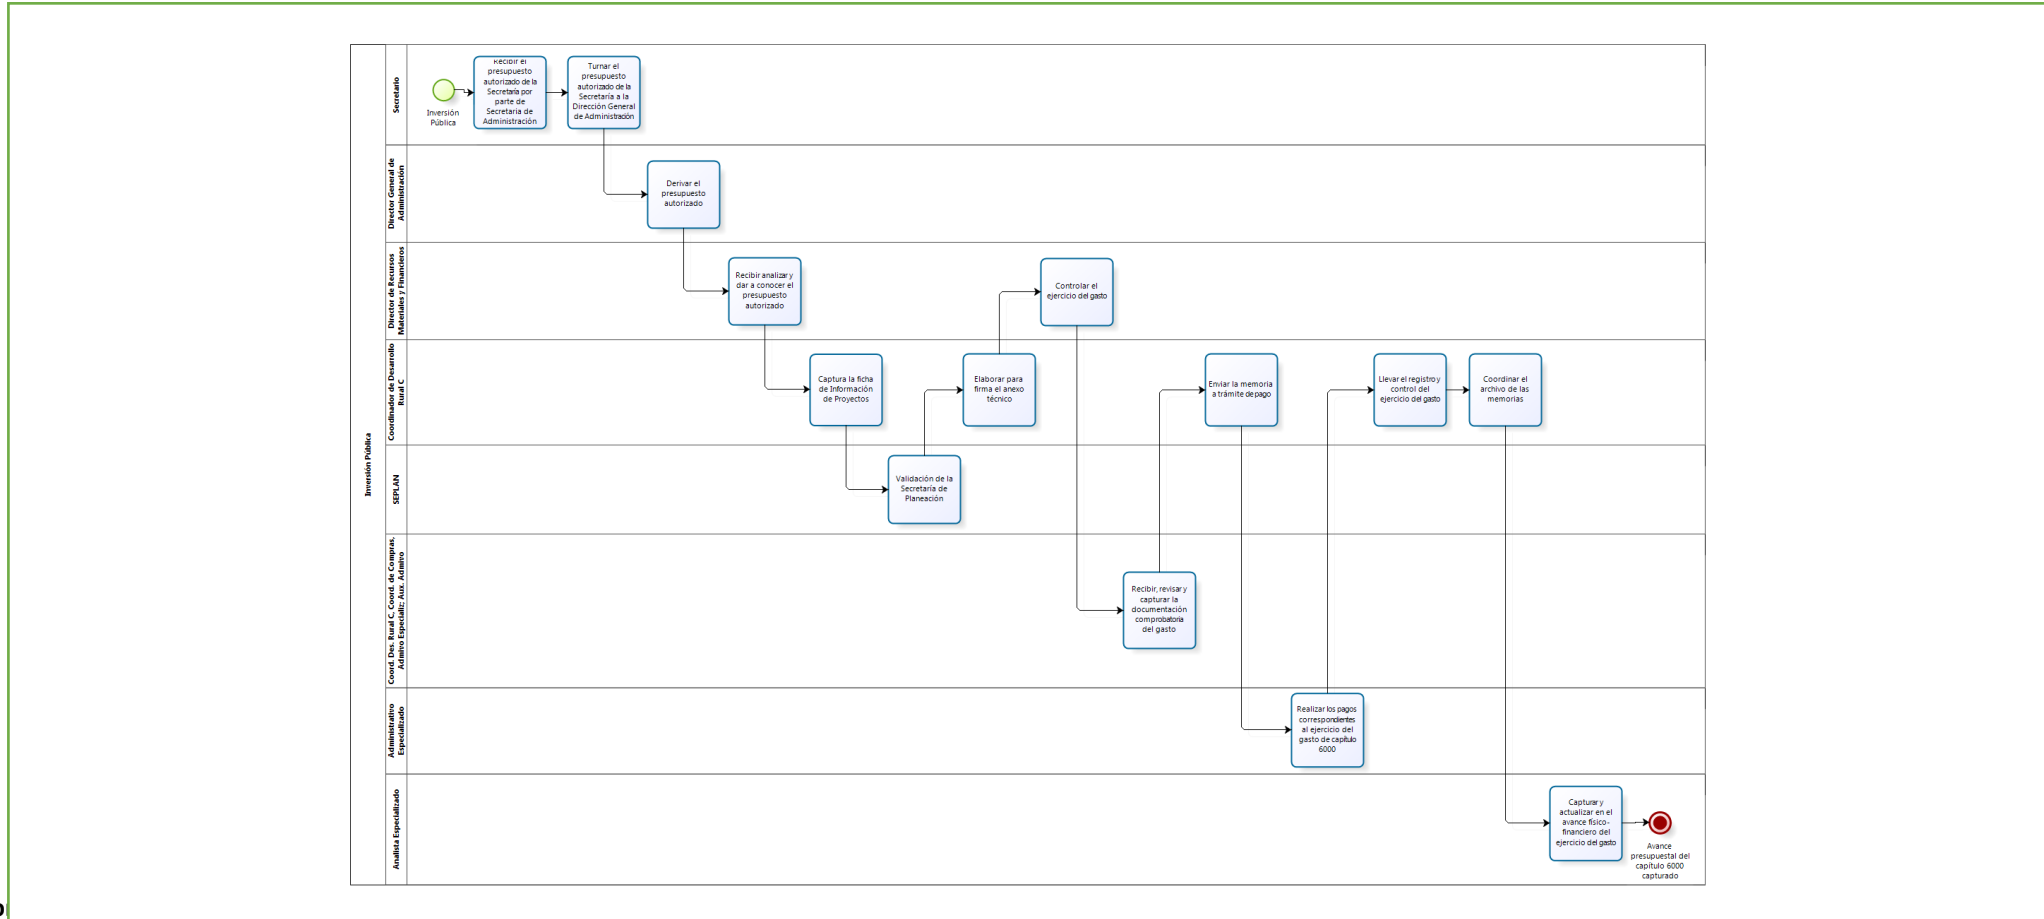 Inversión Pública
Secretario
Inversión
Pública
Recibir el
presupuesto
autorizado de la
Secretaría por
parte de
Secretaria de
Administración
Turnar el
presupuesto
autorizado de la
Secretaría a la
Dirección General
de Administración
Director General de
Administración
Derivar el
presupuesto
autorizado
Director de Recursos
Materiales y Financieros
Recibir analizar y
dar a conocer el
presupuesto
autorizado
Controlar el
ejercicio del gasto
Coordinador de Desarrollo
Rural C
Captura la ficha
de Información
de Proyectos
Elaborar para
firma el anexo
técnico
Enviar la memoria
a trámite de pago
Llevar el registro y
control del
ejercicio del gasto
Coordinar el
archivo de las
memorias
SEPLAN
Validación de la
Secretaría de
Planeación
Coord. Des. Rural C, Coord. de Compras,
Admivo Especializ; Aux. Admivo
Recibir, revisar y
capturar la
documentación
comprobatoria
del gasto
Administrativo
Especializado
Realizar los pagos
correspondientes
al ejercicio del
gasto de capítulo
6000
Analista Especializado
Capturar y
actualizar en el
avance físico-
financiero del
ejercicio del gasto
Avance
presupuestal del
capítulo 6000
capturado